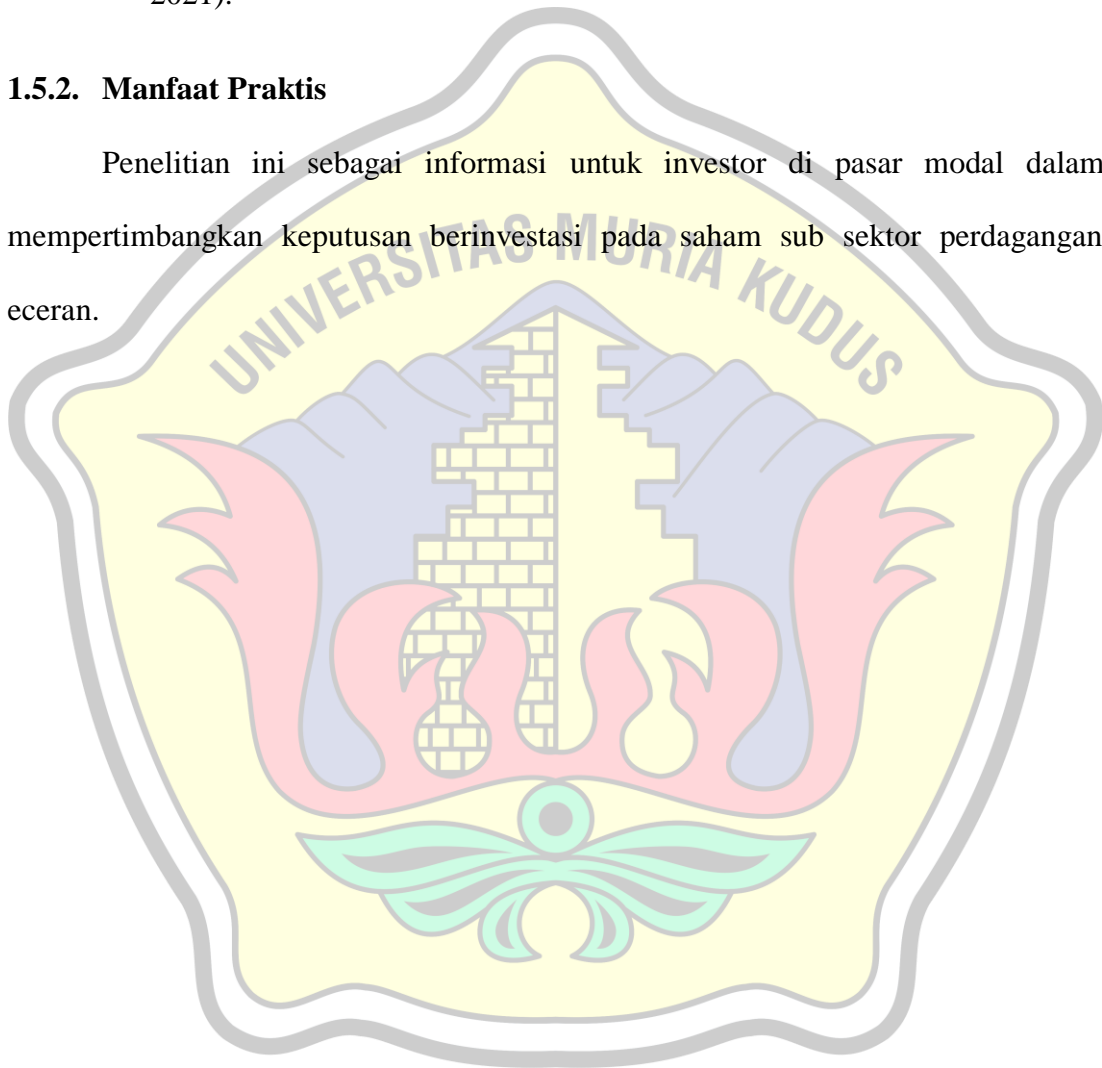 2021).
1.5.2. Manfaat Praktis
Penelitian ini sebagai informasi untuk investor di pasar modal dalam
mempertimbangkan keputusan berinvestasi pada saham sub sektor perdagangan
eceran.
UNIVERSITAS MURIA KUDUS